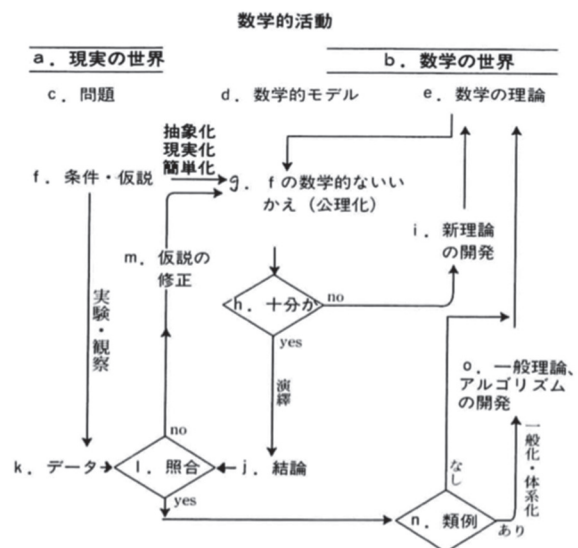 数学的活動
a．現実の世界
b．数学の世界
c．問題
d．数学的モデル
e．数学の理論
抽象化
現実化
簡単化
f．条件・仮説
g．fの数学的ないい
かえ（公理化）
i．新理論
の開発
m．仮説の
修正
h．十分か
no
yes
実験・観察
演繹
o．一般理論、
アルゴリズム
の開発
no
k．データ
l．照合
j．結論
yes
なし
一般化・体系化
n．類例
あり